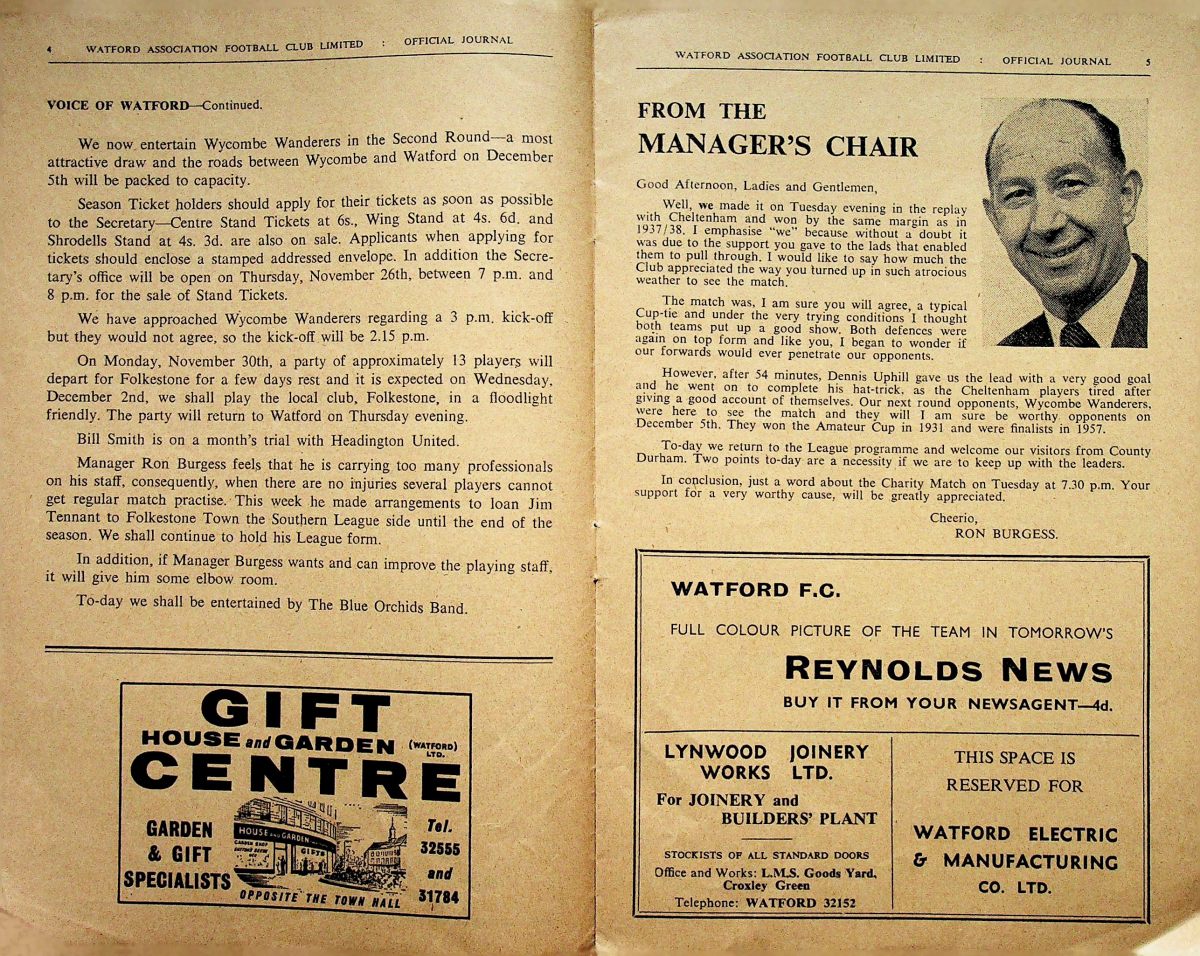 4 WATFORD ASSOCIATION FOOTBALL CLUB LIMITED : OFFICIAL JOURNAL
VOICE OF WATFORD—Continued.
We now entertain Wycombe Wanderers in the Second Round—a most
attractive draw and the roads between Wycombe and Watford on December
5th will be packed to capacity.
Season Ticket holders should apply for their tickets as soon as possible
to the Secretary—Centre Stand Tickets at 6s., Wing Stand at 4s. 6d. and
Shrodells Stand at 4s. 3d. are also on sale. Applicants when applying for
tickets should enclose a stamped addressed envelope. In addition the Secre-
tary's office will be open on Thursday, November 26th, between 7 p.m. and
8 p.m. for the sale of Stand Tickets.
We have approached Wycombe Wanderers regarding a 3 p.m. kick-off
but they would not agree, so the kick-off will be 2.15 p.m.
On Monday, November 30th, a party of approximately 13 players will
depart for Folkestone for a few days rest and it is expected on Wednesday,
December 2nd, we shall play the local club, Folkestone, in a floodlight
friendly. The party will return to Watford on Thursday evening.
Bill Smith is on a month's trial with Headington United.
Manager Ron Burgess feels that he is carrying too many professionals
on his staff, consequently, when there are no injuries several players cannot
get regular match practise. This week he made arrangements to loan Jim
Tennant to Folkestone Town the Southern League side until the end of the
season. We shall continue to hold his League form.
In addition, if Manager Burgess wants and can improve the playing staff,
it will give him some elbow room.
To-day we shall be entertained by The Blue Orchids Band.
GIFT
HOUSE and GARDEN (WATFORD) LTD.
CENTRE
GARDEN
& GIFT
SPECIALISTS
HOUSE AND GARDEN
GIFTS
Tel.
32555
and
31784
OPPOSITE THE TOWN HALL
WATFORD ASSOCIATION FOOTBALL CLUB LIMITED : OFFICIAL JOURNAL 5
FROM THE
MANAGER'S CHAIR
Good Afternoon, Ladies and Gentlemen,
Well, we made it on Tuesday evening in the replay
with Cheltenham and won by the same margin as in
1937/38. I emphasise "we" because without a doubt it
was due to the support you gave to the lads that enabled
them to pull through. I would like to say how much the
Club appreciated the way you turned up in such atrocious
weather to see the match.
The match was, I am sure you will agree, a typical
Cup-tie and under the very trying conditions I thought
both teams put up a good show. Both defences were
again on top form and like you, I began to wonder if
our forwards would ever penetrate our opponents.
However, after 54 minutes, Dennis Uphill gave us the lead with a very good goal
and he went on to complete his hat-trick, as the Cheltenham players tired after
giving a good account of themselves. Our next round opponents, Wycombe Wanderers,
were here to see the match and they will I am sure be worthy opponents on
December 5th. They won the Amateur Cup in 1931 and were finalists in 1957.
To-day we return to the League programme and welcome our visitors from County
Durham. Two points to-day are a necessity if we are to keep up with the leaders.
In conclusion, just a word about the Charity Match on Tuesday at 7.30 p.m. Your
support for a very worthy cause, will be greatly appreciated.
Cheerio,
RON BURGESS.
WATFORD F.C.
FULL COLOUR PICTURE OF THE TEAM IN TOMORROW'S
REYNOLDS NEWS
BUY IT FROM YOUR NEWSAGENT—4d.
LYNWOOD JOINERY
WORKS LTD.
For JOINERY and
BUILDERS' PLANT
STOCKISTS OF ALL STANDARD DOORS
Office and Works: L.M.S. Goods Yard,
Croxley Green
Telephone: WATFORD 32152
THIS SPACE IS
RESERVED FOR
WATFORD ELECTRIC
& MANUFACTURING
CO. LTD.